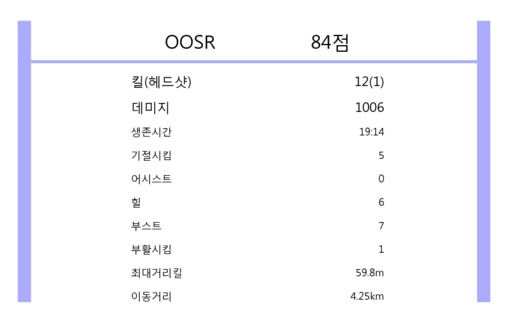 OOSR 84점
킬(헤드샷) 12(1)
데미지 1006
생존시간 19:14
기절시킴 5
어시스트 0
힐 6
부스트 7
부활시킴 1
최대거리킬 59.8m
이동거리 4.25km